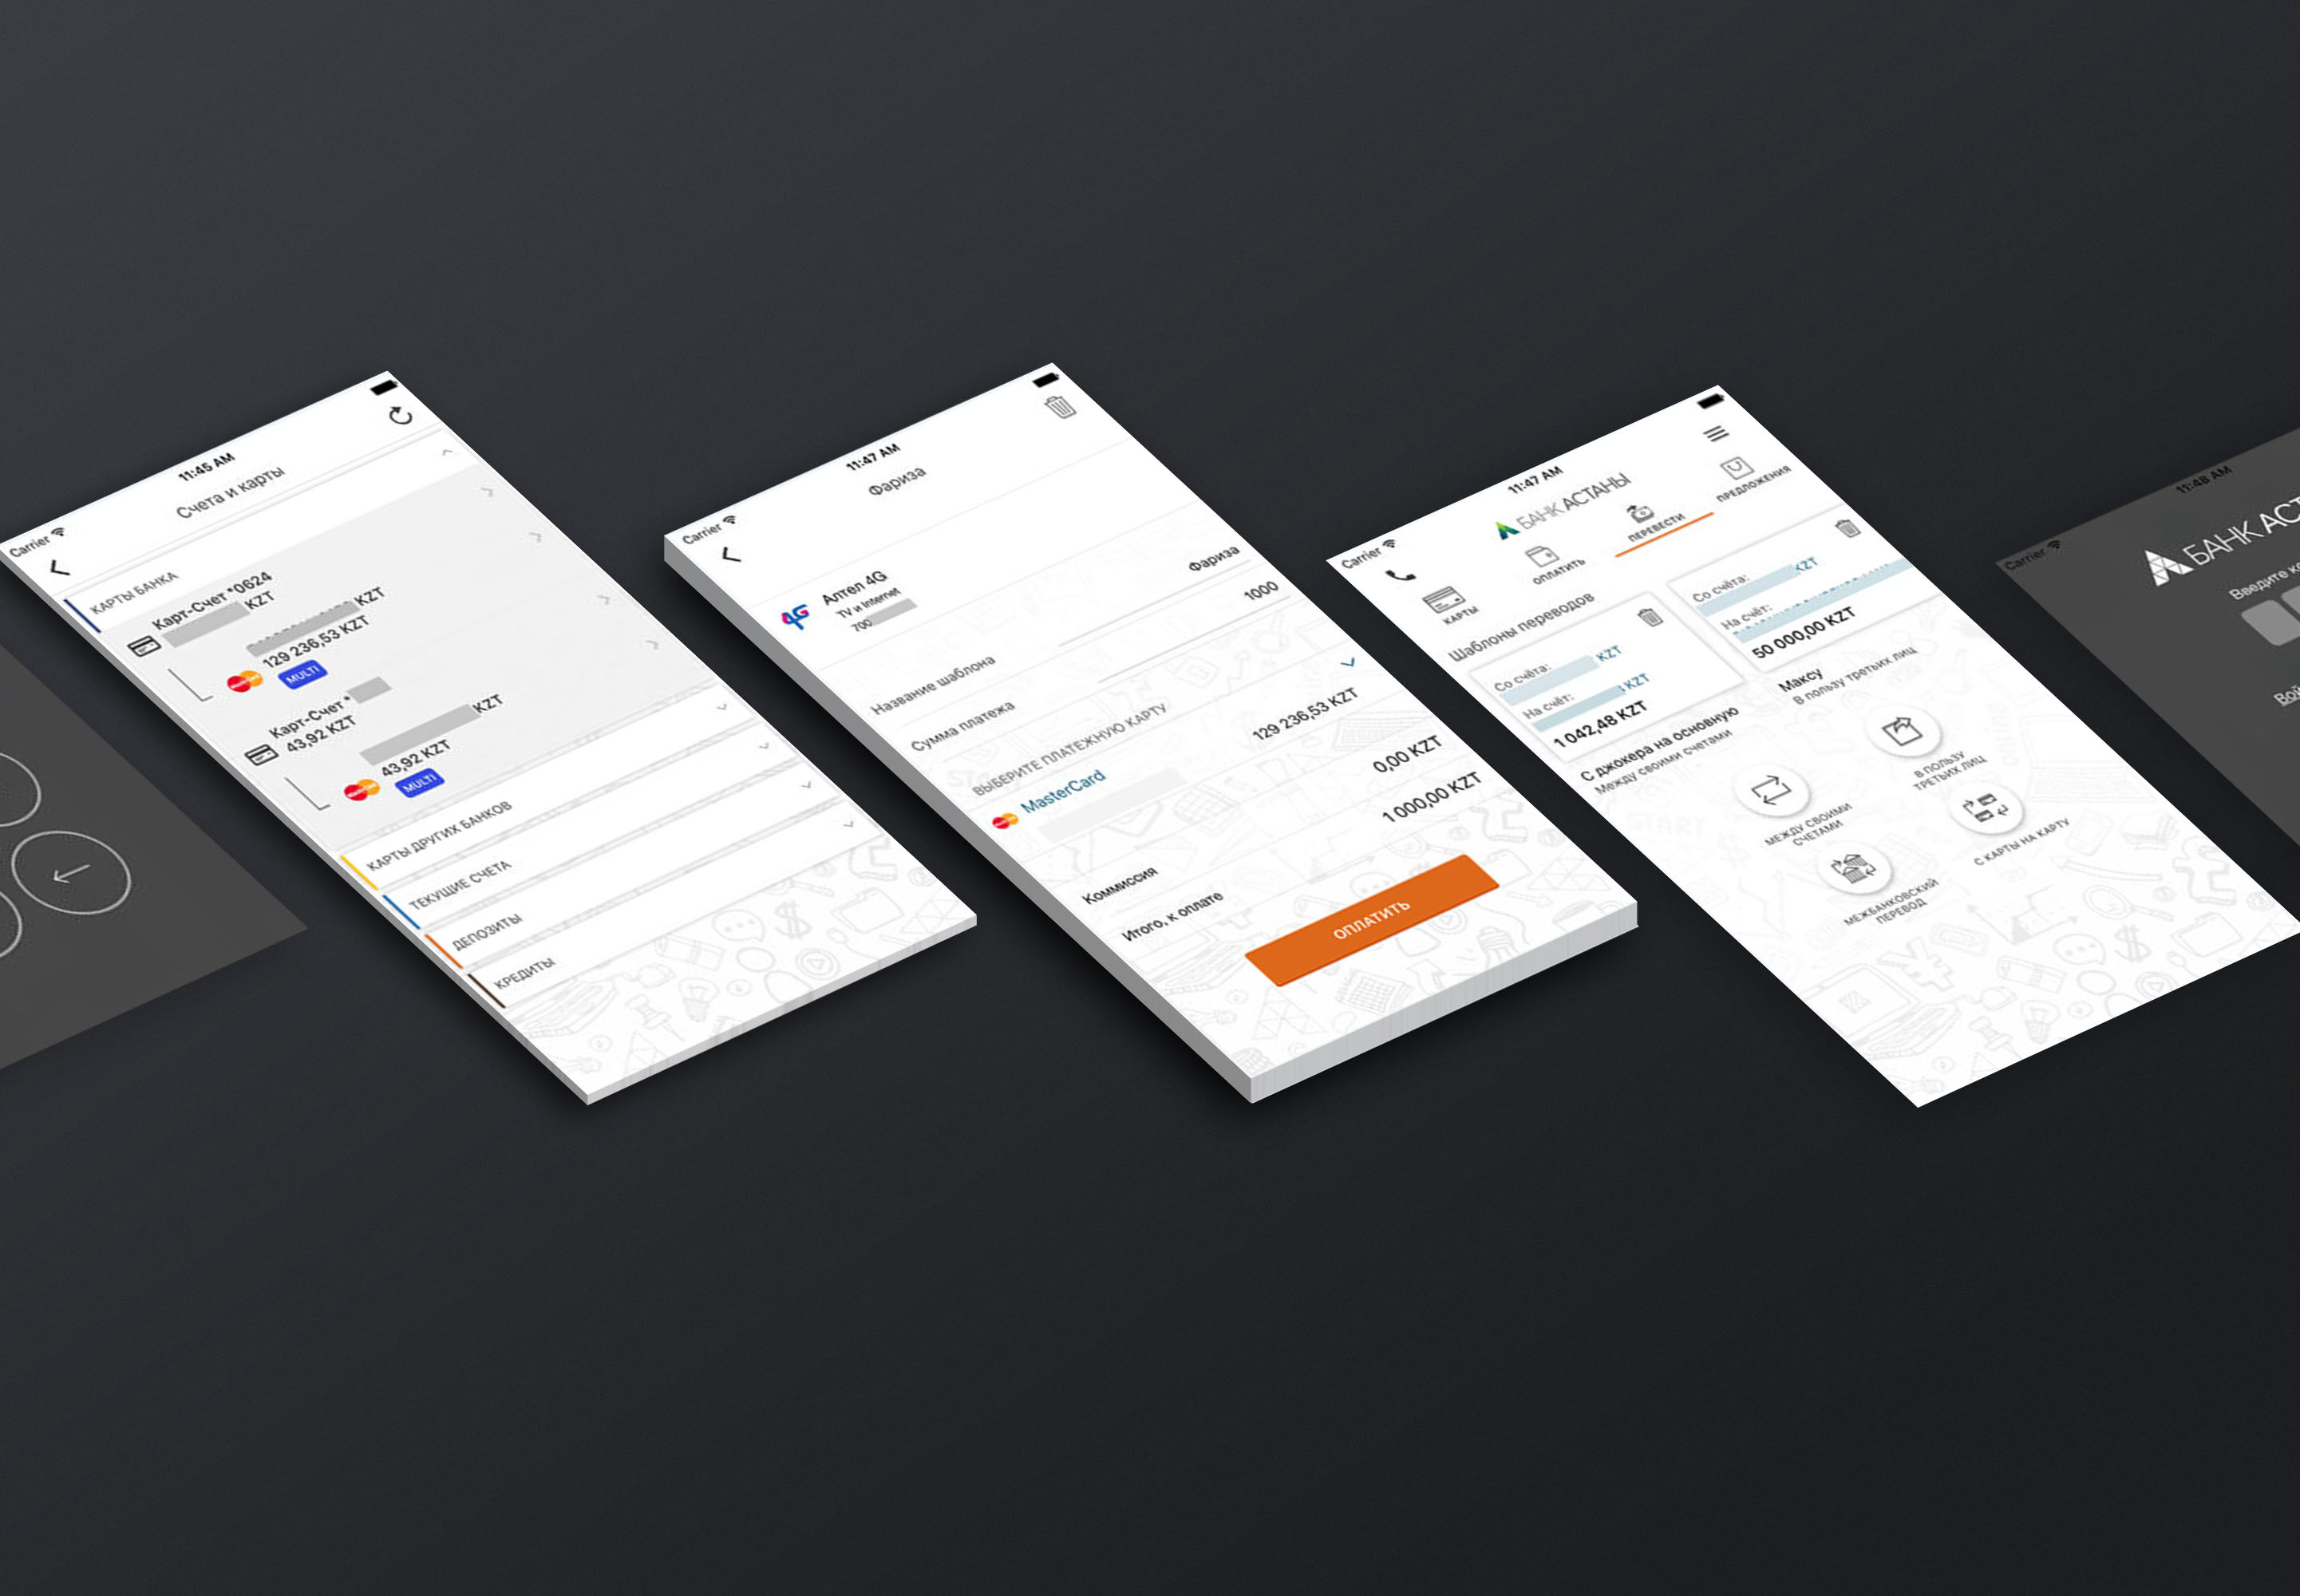 Carrier
11:45 AM
Счета и карты
КАРТЫ БАНКА
Карт-Счет *0624
KZT
KZT
129 236,53 KZT
MULTI
Карт-Счет *
43,92 KZT
KZT
43,92 KZT
MULTI
КАРТЫ ДРУГИХ БАНКОВ
ТЕКУЩИЕ СЧЕТА
ДЕПОЗИТЫ
КРЕДИТЫ
Carrier
11:47 AM
Фариза
4G
Алтел 4G
TV и Internet
700
Название шаблона
Фариза
Сумма платежа
1000
ВЫБЕРИТЕ ПЛАТЕЖНУЮ КАРТУ
MasterCard
129 236,53 KZT
Коммиссия
0,00 KZT
Итого, к оплате
1 000,00 KZT
ОПЛАТИТЬ
Carrier
11:47 AM
БАНК АСТАНЫ
КАРТЫ
ОПЛАТИТЬ
ПЕРЕВЕСТИ
ПРЕДЛОЖЕНИЯ
Шаблоны переводов
Со счёта:
KZT
На счёт:
KZT
1 042,48 KZT
С джокера на основную
Между своими счетами
Со счёта:
KZT
На счёт:
50 000,00 KZT
Максу
В пользу третьих лиц
МЕЖДУ СВОИМИ
СЧЕТАМИ
В ПОЛЬЗУ
ТРЕТЬИХ ЛИЦ
МЕЖБАНКОВСКИЙ
ПЕРЕВОД
С КАРТЫ НА КАРТУ
Carrier
11:48 AM
БАНК АСТ
Введите ко
Вой